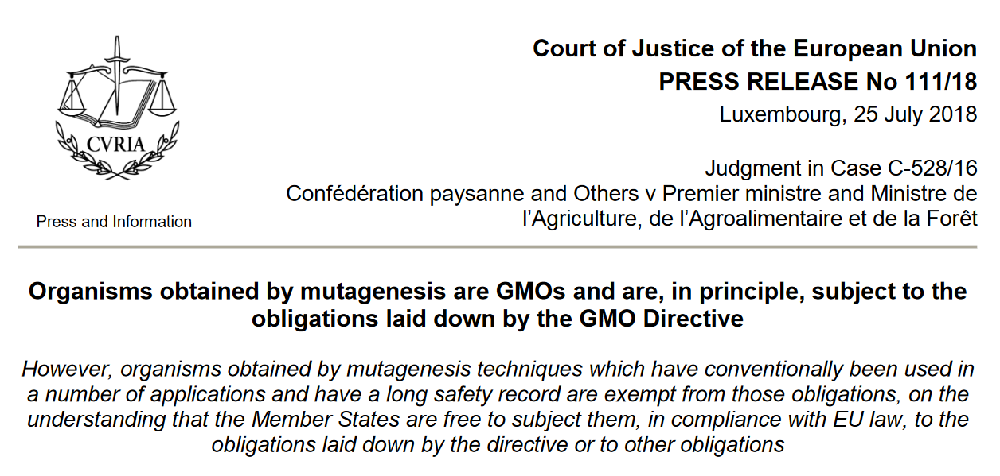 Court of Justice of the European Union
PRESS RELEASE No 111/18
Luxembourg, 25 July 2018
CVRIA
Judgment in Case C-528/16
Confédération paysanne and Others v Premier ministre and Ministre de
l’Agriculture, de l’Agroalimentaire et de la Forêt
Press and Information
Organisms obtained by mutagenesis are GMOs and are, in principle, subject to the
obligations laid down by the GMO Directive
However, organisms obtained by mutagenesis techniques which have conventionally been used in
a number of applications and have a long safety record are exempt from those obligations, on the
understanding that the Member States are free to subject them, in compliance with EU law, to the
obligations laid down by the directive or to other obligations